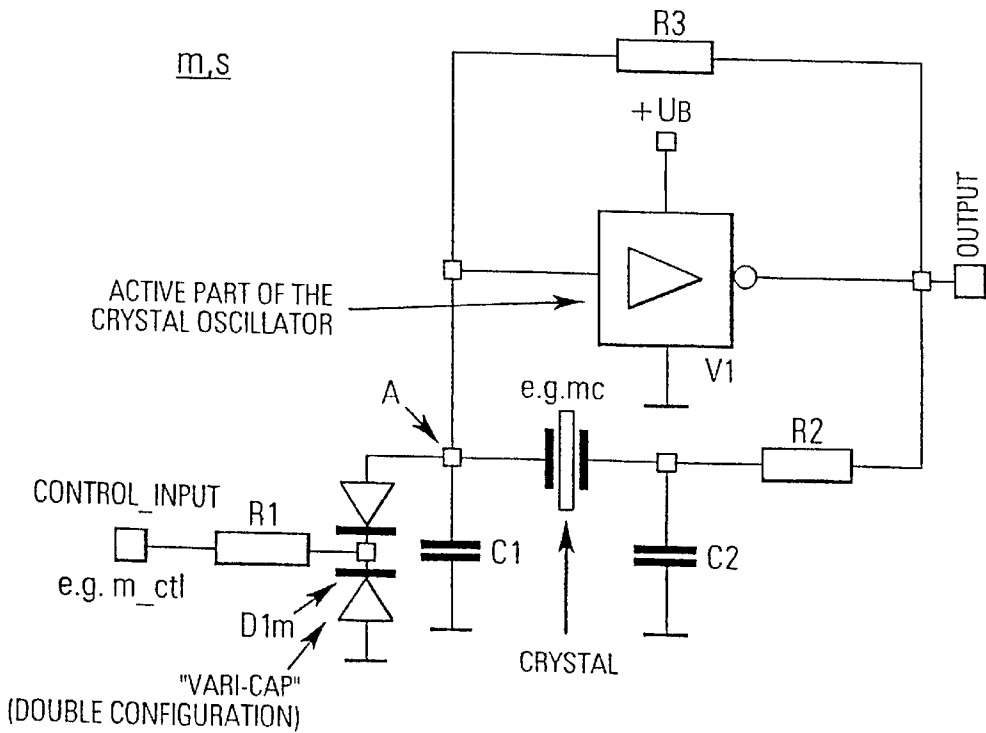 R3
m,s
+UB
OUTPUT
ACTIVE PART OF THE
CRYSTAL OSCILLATOR
V1
A
e.g.mc
R2
CONTROL_INPUT
R1
C1
C2
e.g. m_ctl
D1m
CRYSTAL
"VARI-CAP"
(DOUBLE CONFIGURATION)